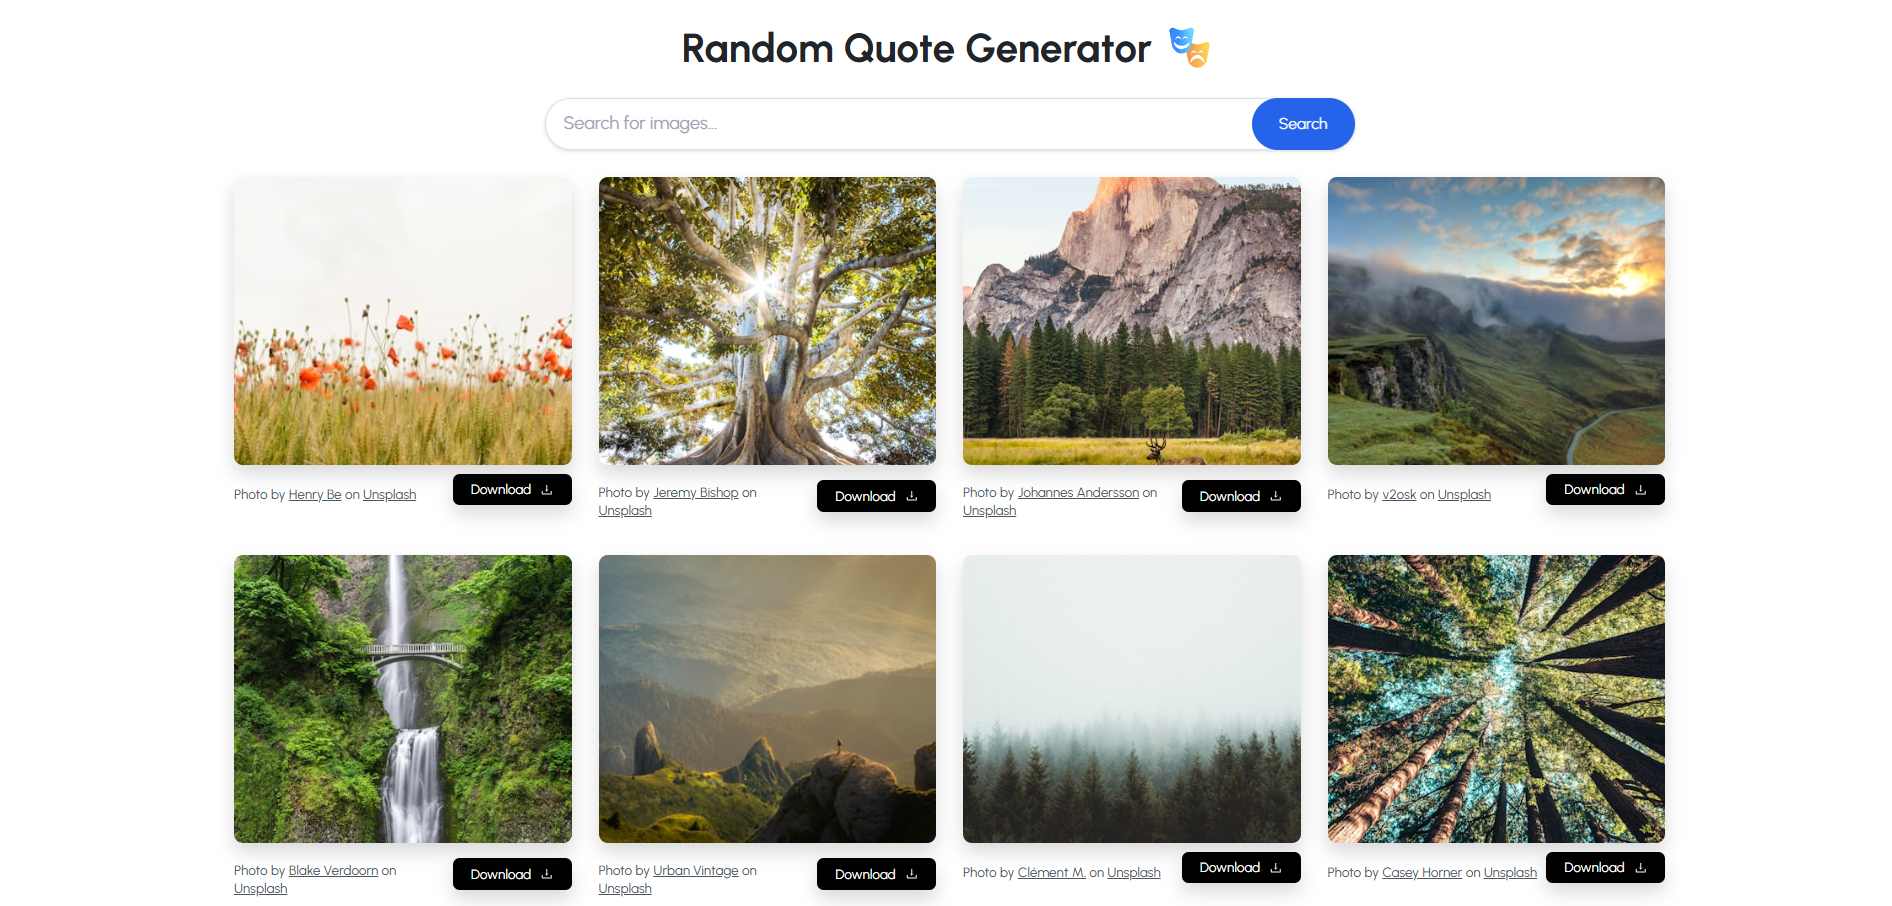 Random Quote Generator
Search for images...
Search
Photo by Henry Be on Unsplash
Download
Photo by Jeremy Bishop on
Unsplash
Download
Photo by Johannes Andersson on
Unsplash
Download
Photo by v2osk on Unsplash
Download
Photo by Blake Verdoorn on
Unsplash
Download
Photo by Urban Vintage on
Unsplash
Download
Photo by Clément M. on Unsplash
Download
Photo by Casey Horner on Unsplash
Download